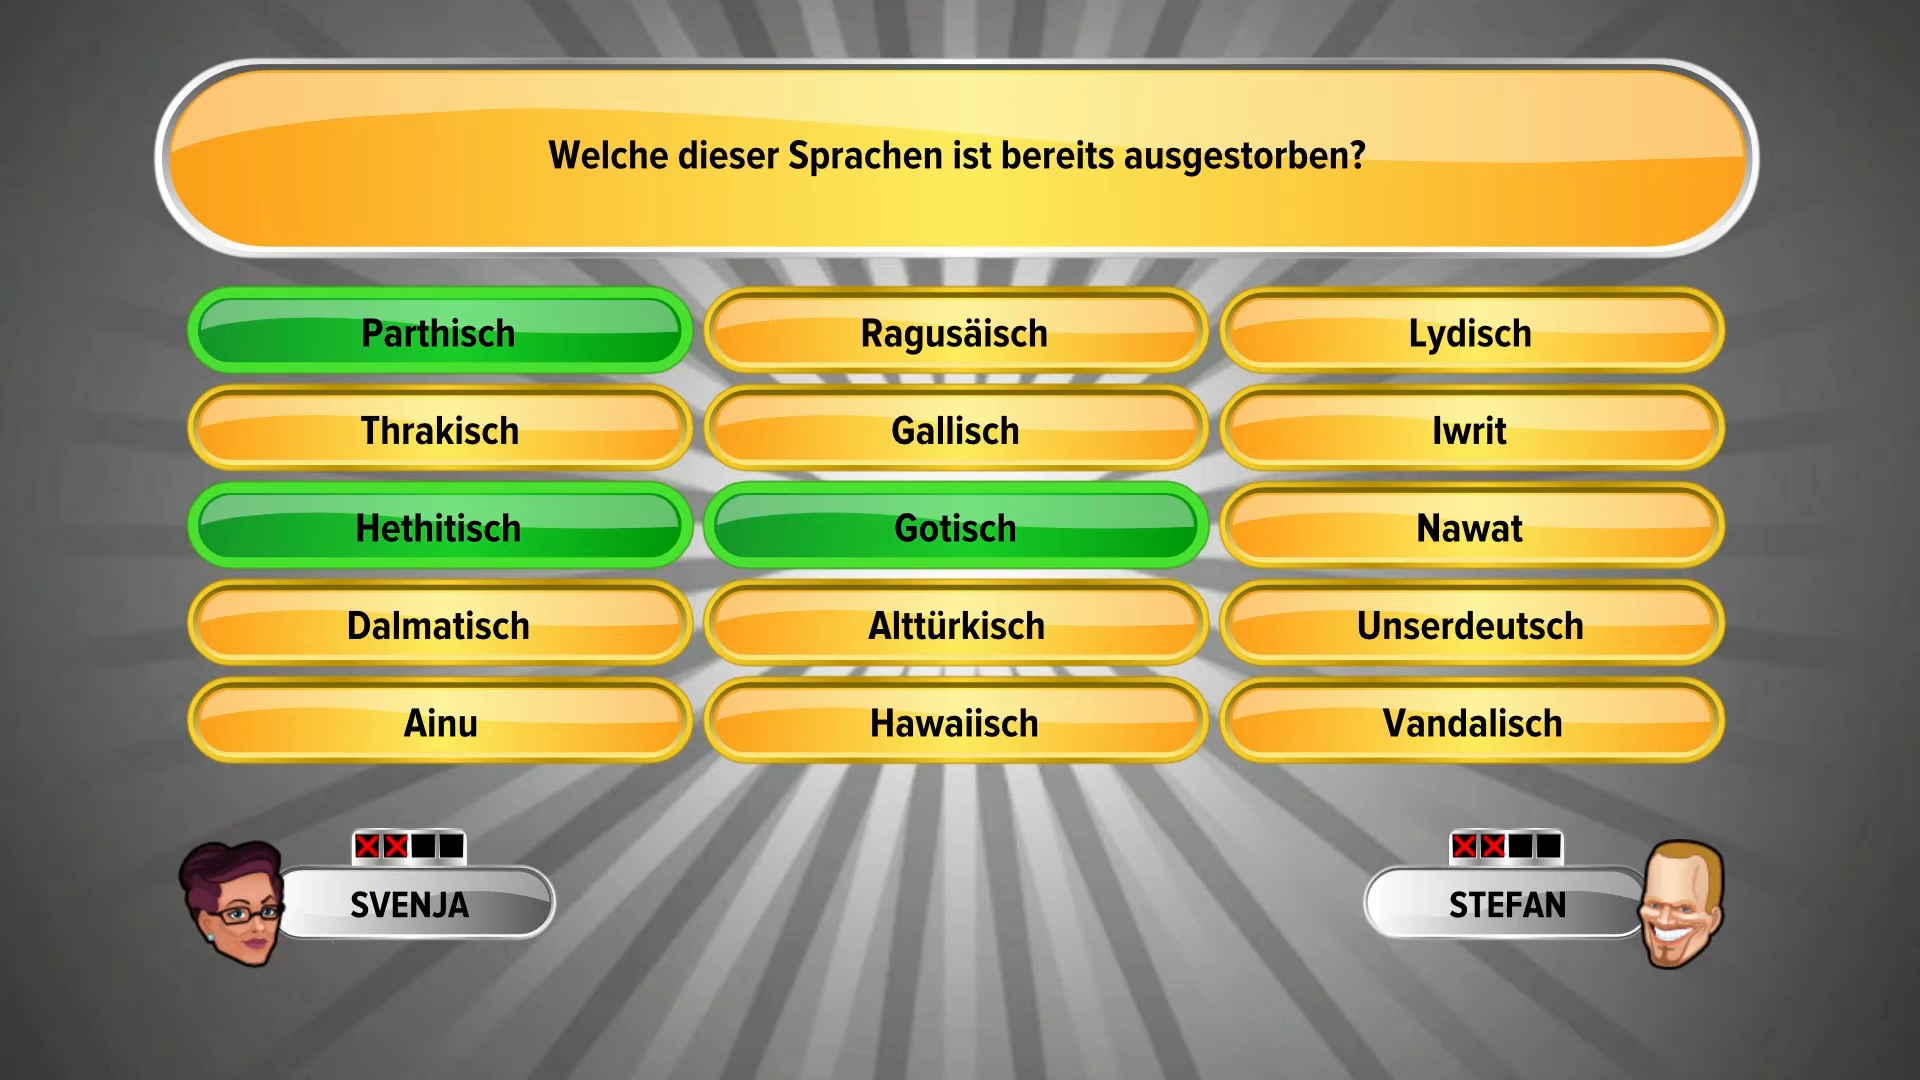 Welche dieser Sprachen ist bereits ausgestorben?
Parthisch
Ragusäisch
Lydisch
Thrakisch
Gallisch
Iwrit
Hethitisch
Gotisch
Nawat
Dalmatisch
Alttürkisch
Unserdeutsch
Ainu
Hawaiisch
Vandalisch
SVENJA
STEFAN